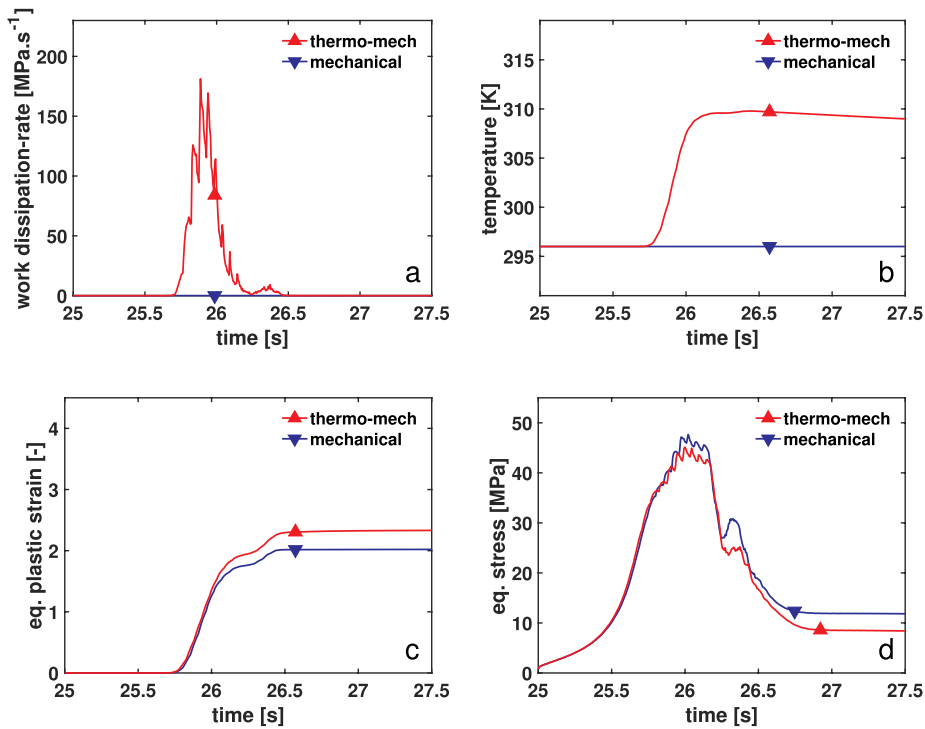 work dissipation-rate [MPa.s-1]
200
150
100
50
0
thermo-mech
mechanical
a
25 25.5 26 26.5 27 27.5
time [s]
temperature [K]
315
310
305
300
295
thermo-mech
mechanical
b
25 25.5 26 26.5 27 27.5
time [s]
eq. plastic strain [-]
4
3
2
1
0
thermo-mech
mechanical
c
25 25.5 26 26.5 27 27.5
time [s]
eq. stress [MPa]
50
40
30
20
10
0
thermo-mech
mechanical
d
25 25.5 26 26.5 27 27.5
time [s]